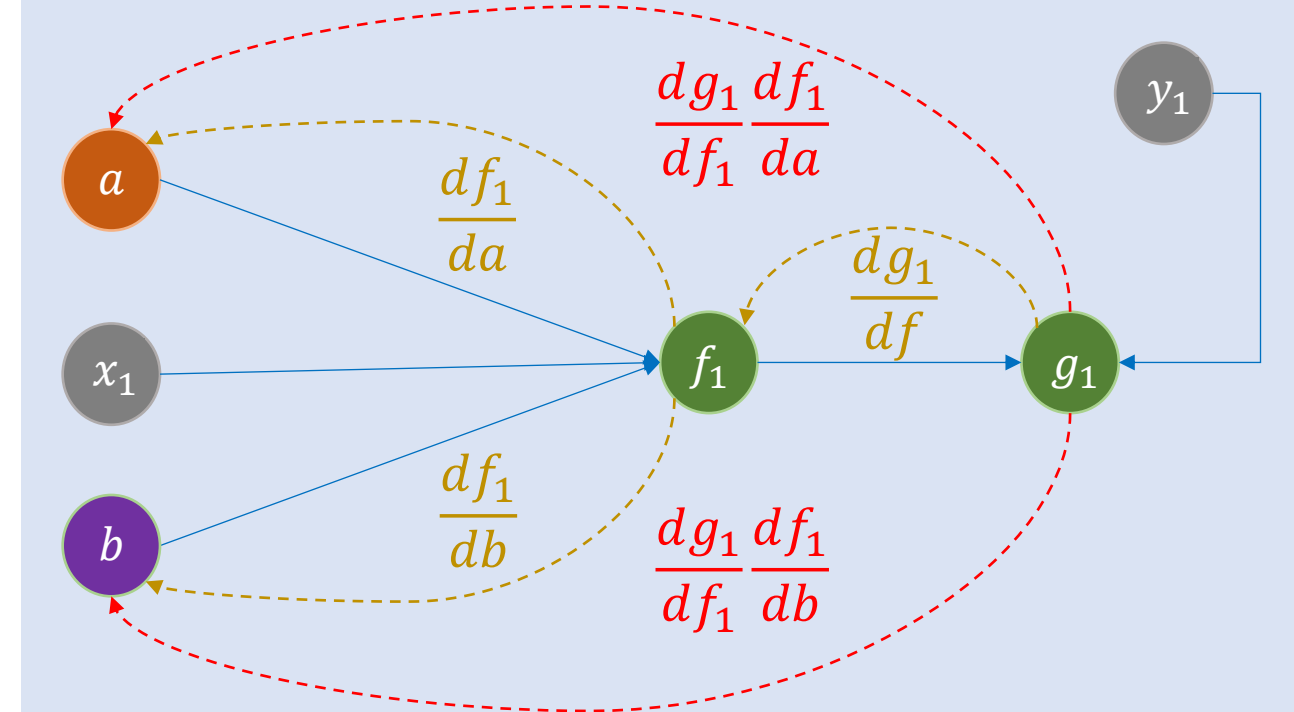 dg₁ df₁
df₁ da
y₁
a
df₁
da
dg₁
df
x₁
f₁
g₁
df₁
db
b
dg₁ df₁
df₁ db